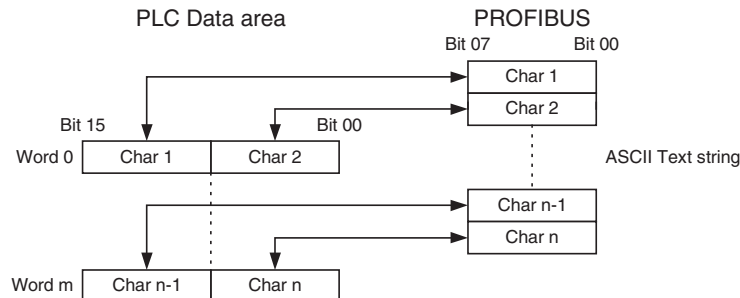 PLC Data area PROFIBUS
Bit 07 Bit 00
Char 1
Char 2
Bit 15 Bit 00
Word 0 Char 1 Char 2
ASCII Text string
Char n-1
Char n
Word m Char n-1 Char n